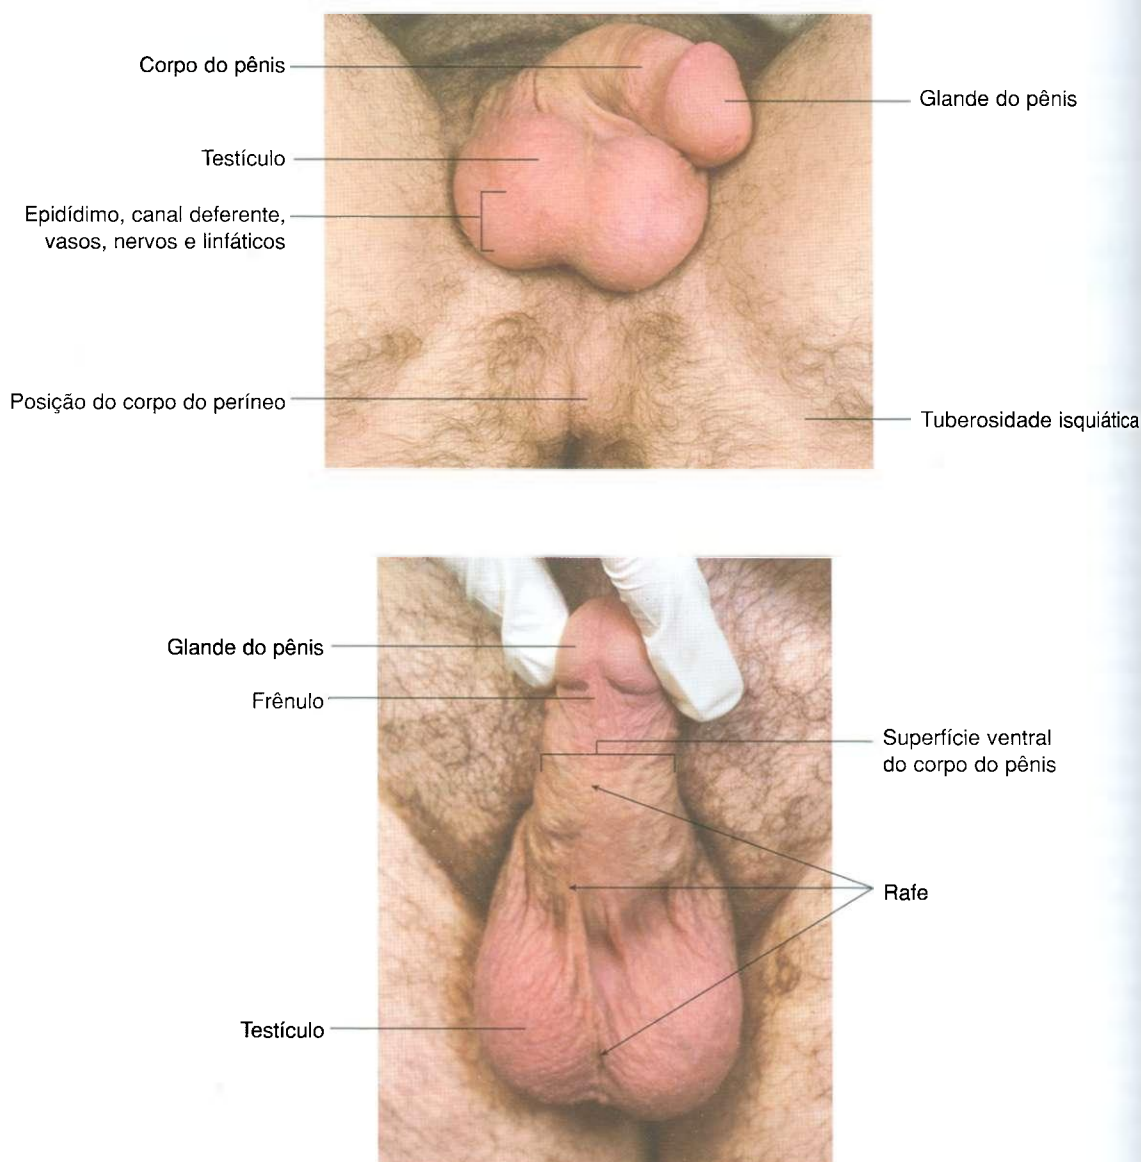 Corpo do pênis
Glande do pênis
Testículo
Epidídimo, canal deferente,
vasos, nervos e linfáticos
Posição do corpo do períneo
Tuberosidade isquiática
Glande do pênis
Frênulo
Superfície ventral
do corpo do pênis
Rafe
Testículo